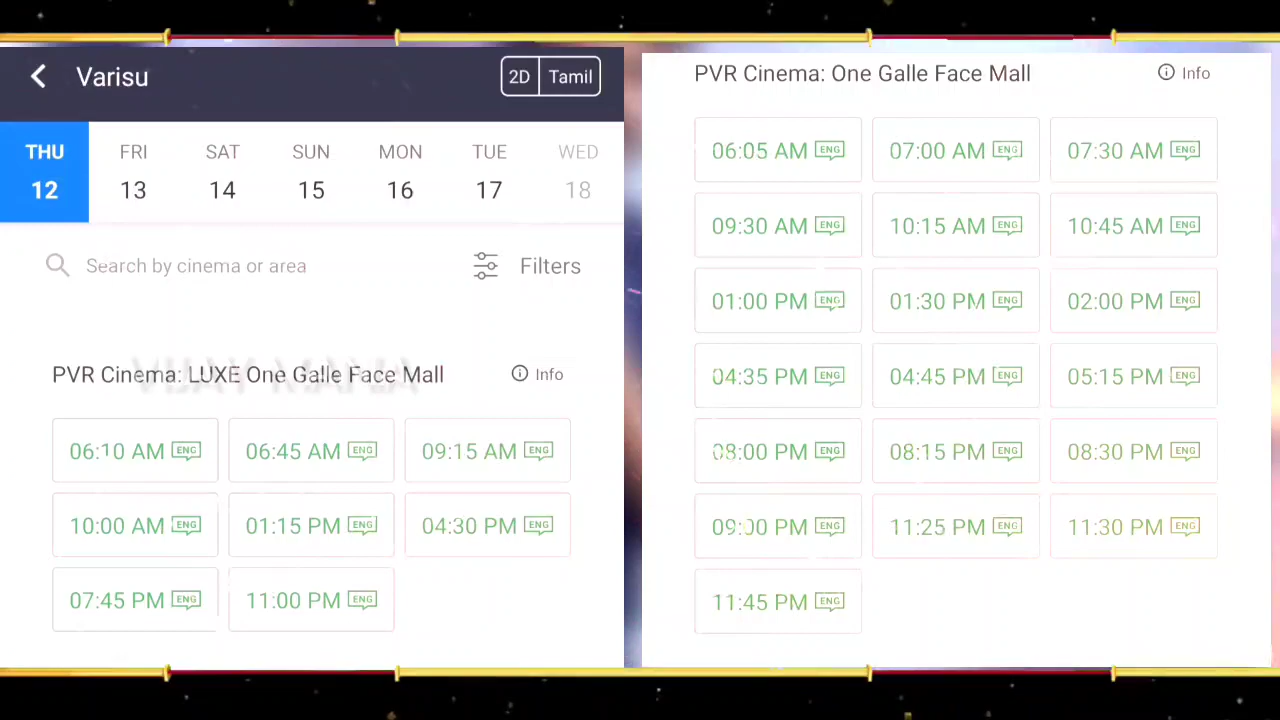 Varisu
2D Tamil
THU FRI SAT SUN MON TUE WED
12 13 14 15 16 17 18
Search by cinema or area
Filters
VIJAY MANIA
PVR Cinema: LUXE One Galle Face Mall
Info
06:10 AM ENG 06:45 AM ENG 09:15 AM ENG
10:00 AM ENG 01:15 PM ENG 04:30 PM ENG
07:45 PM ENG 11:00 PM ENG
PVR Cinema: One Galle Face Mall
Info
06:05 AM ENG 07:00 AM ENG 07:30 AM ENG
09:30 AM ENG 10:15 AM ENG 10:45 AM ENG
01:00 PM ENG 01:30 PM ENG 02:00 PM ENG
04:35 PM ENG 04:45 PM ENG 05:15 PM ENG
08:00 PM ENG 08:15 PM ENG 08:30 PM ENG
09:00 PM ENG 11:25 PM ENG 11:30 PM ENG
11:45 PM ENG